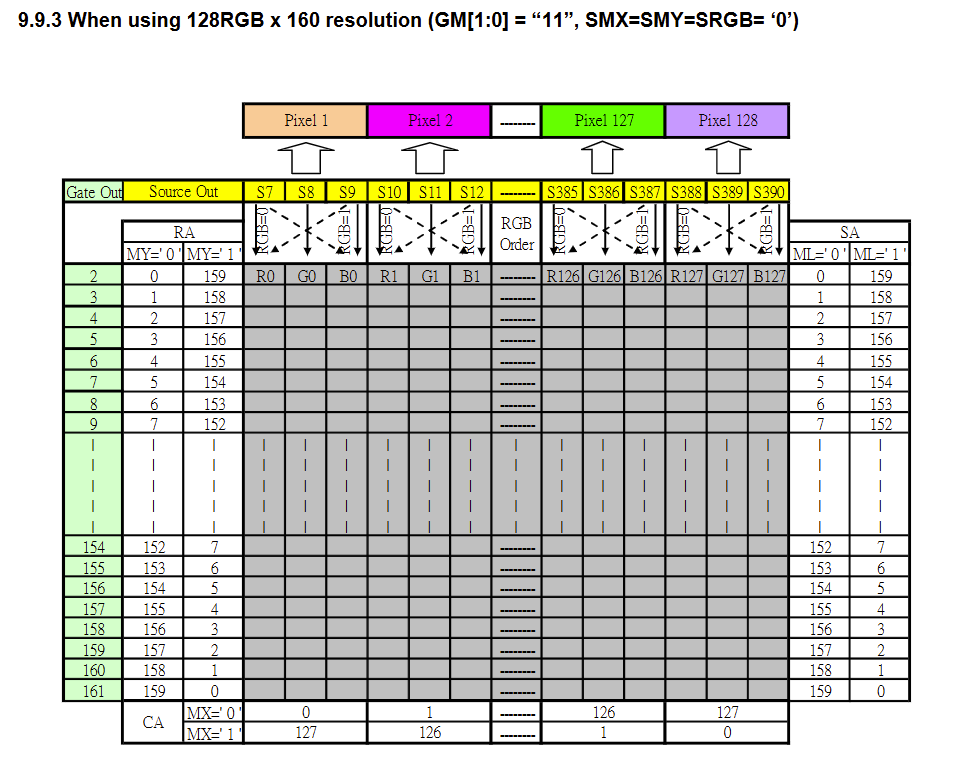 9.9.3 When using 128RGB x 160 resolution (GM[1:0] = “11”, SMX=SMY=SRGB= ‘0’)
Pixel 1 Pixel 2 -------- Pixel 127 Pixel 128
Gate Out Source Out S7 S8 S9 S10 S11 S12 -------- S385 S386 S387 S388 S389 S390
RGB=0 RGB=1 RGB=0 RGB=1 RGB Order RGB=0 RGB=1 RGB=0 RGB=1
RA SA
MY=' 0 ' MY=' 1 ' ML=' 0 ' ML=' 1 '
2 0 159 R0 G0 B0 R1 G1 B1 -------- R126 G126 B126 R127 G127 B127 0 159
3 1 158 -------- 1 158
4 2 157 -------- 2 157
5 3 156 -------- 3 156
6 4 155 -------- 4 155
7 5 154 -------- 5 154
8 6 153 -------- 6 153
9 7 152 -------- 7 152
154 152 7 -------- 152 7
155 153 6 -------- 153 6
156 154 5 -------- 154 5
157 155 4 -------- 155 4
158 156 3 -------- 156 3
159 157 2 -------- 157 2
160 158 1 -------- 158 1
161 159 0 -------- 159 0
CA MX=' 0 ' 0 1 -------- 126 127
MX=' 1 ' 127 126 -------- 1 0